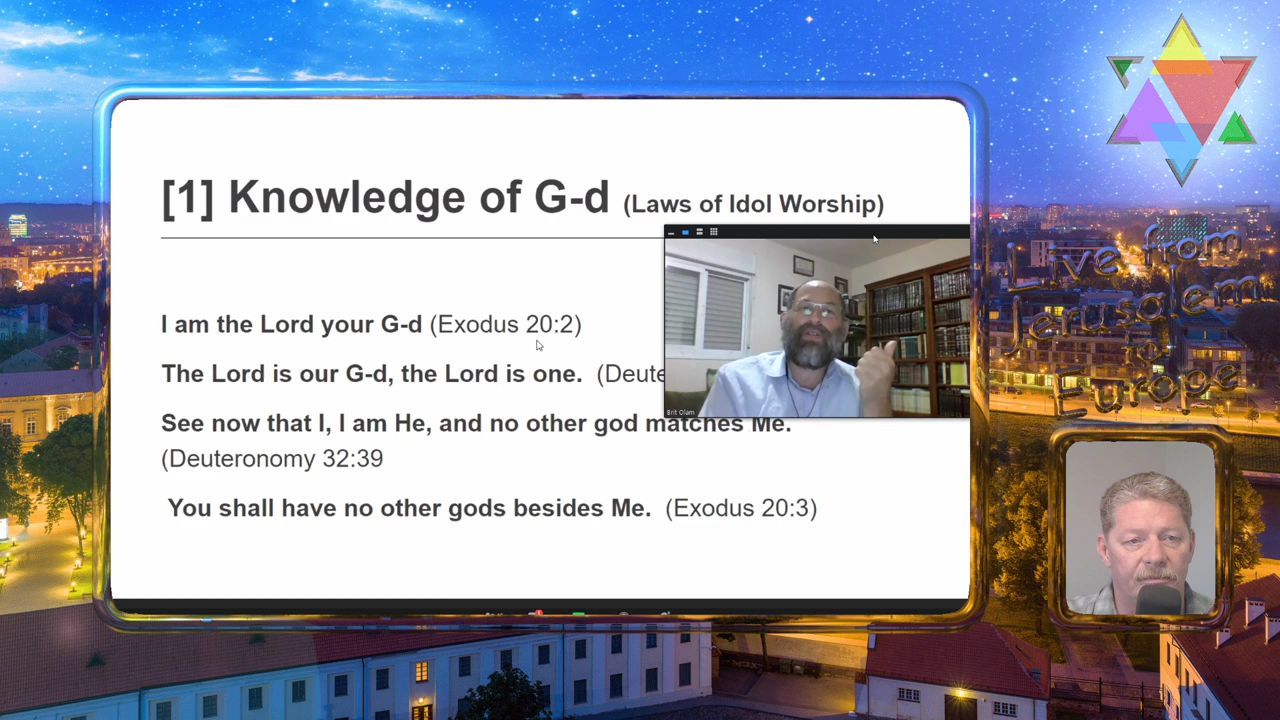 [1] Knowledge of G-d (Laws of Idol Worship)
I am the Lord your G-d (Exodus 20:2)
The Lord is our G-d, the Lord is one. (Deute
See now that I, I am He, and no other god matches Me.
(Deuteronomy 32:39
You shall have no other gods besides Me. (Exodus 20:3)
Brit Olam
Live from
Jerusalem
to
Europe